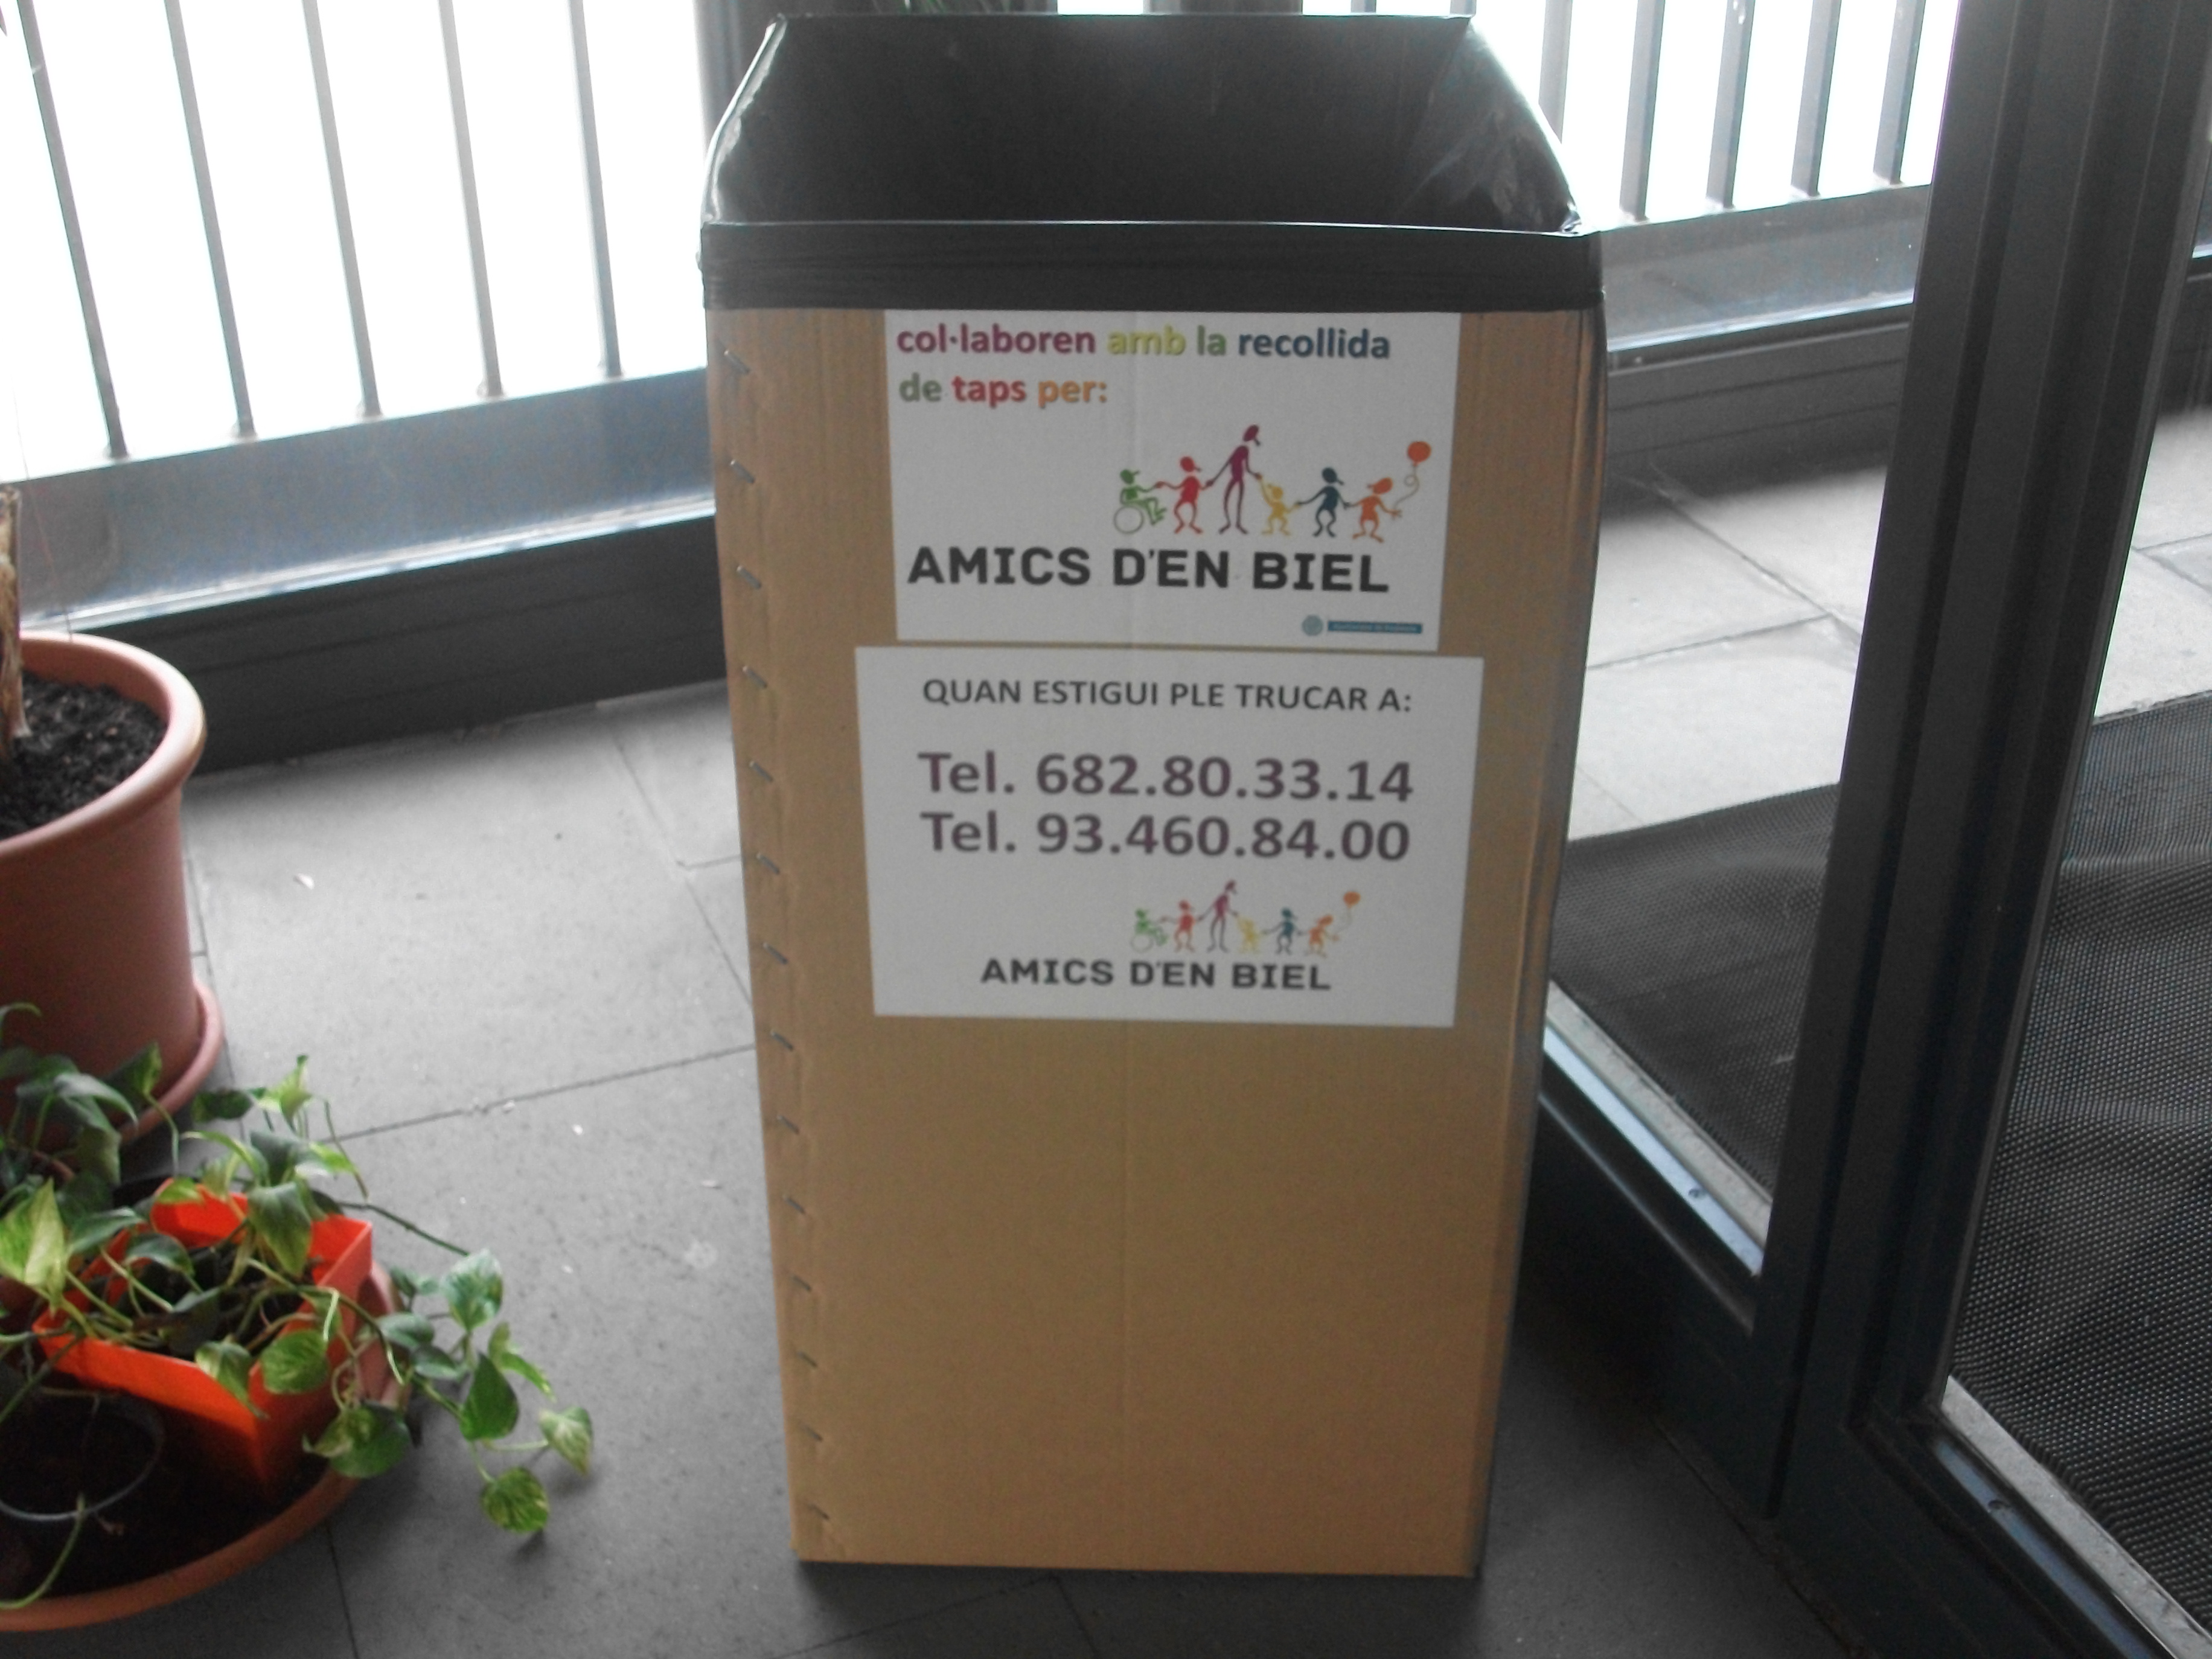 col·laboren amb la recollida
de taps per:
AMICS D'EN BIEL
QUAN ESTIGUI PLE TRUCAR A:
Tel. 682.80.33.14
Tel. 93.460.84.00
AMICS D'EN BIEL